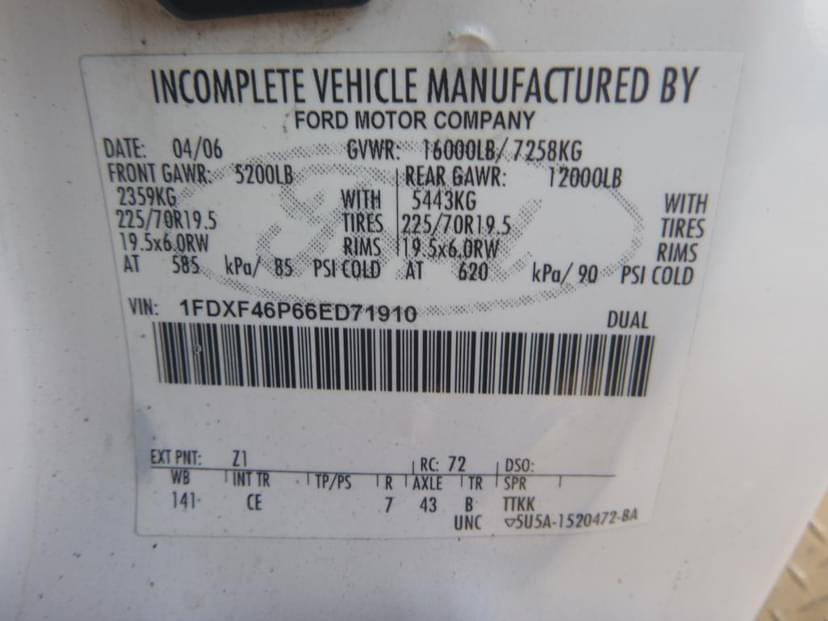 INCOMPLETE VEHICLE MANUFACTURED BY
FORD MOTOR COMPANY
DATE: 04/06 GVWR: 16000LB/ 7258KG
FRONT GAWR: 5200LB REAR GAWR: 12000LB
2359KG WITH 5443KG WITH
225/70R19.5 TIRES 225/70R19.5 TIRES
19.5x6.0RW RIMS 19.5x6.0RW RIMS
AT 585 kPa/ 85 PSI COLD AT 620 kPa/ 90 PSI COLD
VIN: 1FDXF46P66ED71910
DUAL
EXT PNT: Z1 RC: 72 DSO:
WB INT TR TP/PS R AXLE TR SPR
141 CE 7 43 B TTKK
UNC ▽5U5A-1520472-BA